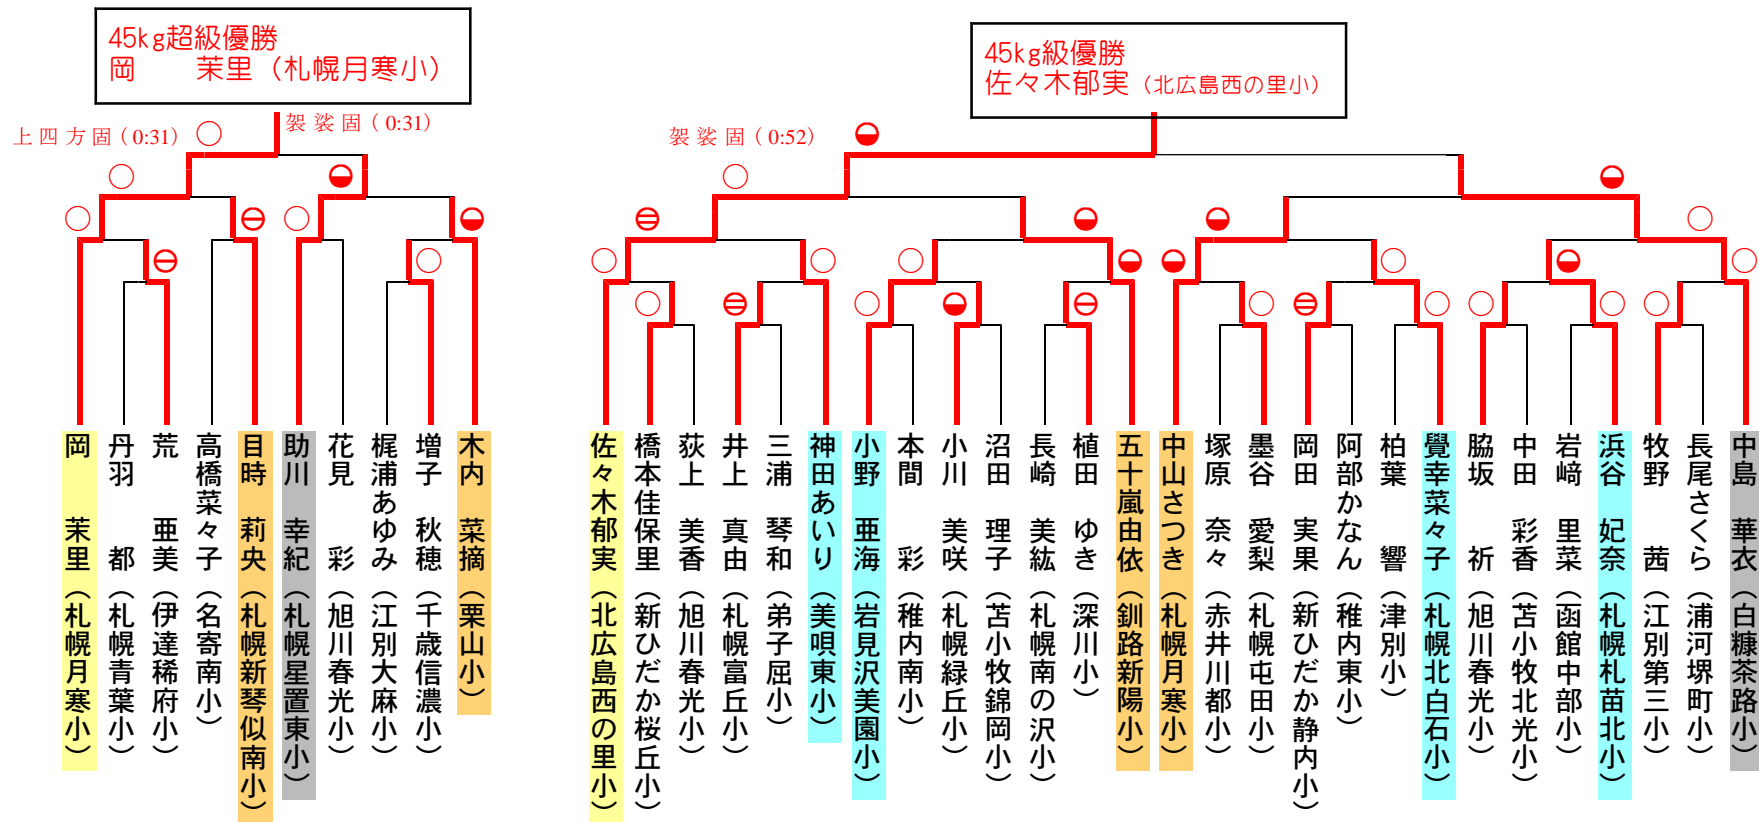 45kg超級優勝
岡　　茉里（札幌月寒小）
上四方固（0:31）
袈裟固（0:31）
岡　茉里（札幌月寒小）
丹羽　都（札幌青葉小）
荒　亜美（伊達稀府小）
高橋菜々子（名寄南小）
目時　莉央（札幌新琴似南小）
助川　幸紀（札幌星置東小）
花見　彩（旭川春光小）
梶浦あゆみ（江別大麻小）
増子　秋穂（千歳信濃小）
木内　菜摘（栗山小）
45kg級優勝
佐々木郁実（北広島西の里小）
袈裟固（0:52）
佐々木郁実（北広島西の里小）
橋本佳保里（新ひだか桜丘小）
荻上　美香（旭川春光小）
井上　真由（札幌富丘小）
三浦　琴和（弟子屈小）
神田あいり（美唄東小）
小野　亜海（岩見沢美園小）
本間　彩（稚内南小）
小川　美咲（札幌緑丘小）
沼田　理子（苫小牧錦岡小）
長崎　美紘（札幌南の沢小）
植田　ゆき（深川小）
五十嵐由依（釧路新陽小）
中山さつき（札幌月寒小）
塚原　奈々（赤井川都小）
墨谷　愛梨（札幌屯田小）
岡田　実果（新ひだか静内小）
阿部かなん（稚内東小）
柏葉　響（津別小）
覺幸菜々子（札幌北白石小）
脇坂　祈（旭川春光小）
中田　彩香（苫小牧北光小）
岩﨑　里菜（函館中部小）
浜谷　妃奈（札幌札苗北小）
牧野　茜（江別第三小）
長尾さくら（浦河堺町小）
中島　華衣（白糠茶路小）